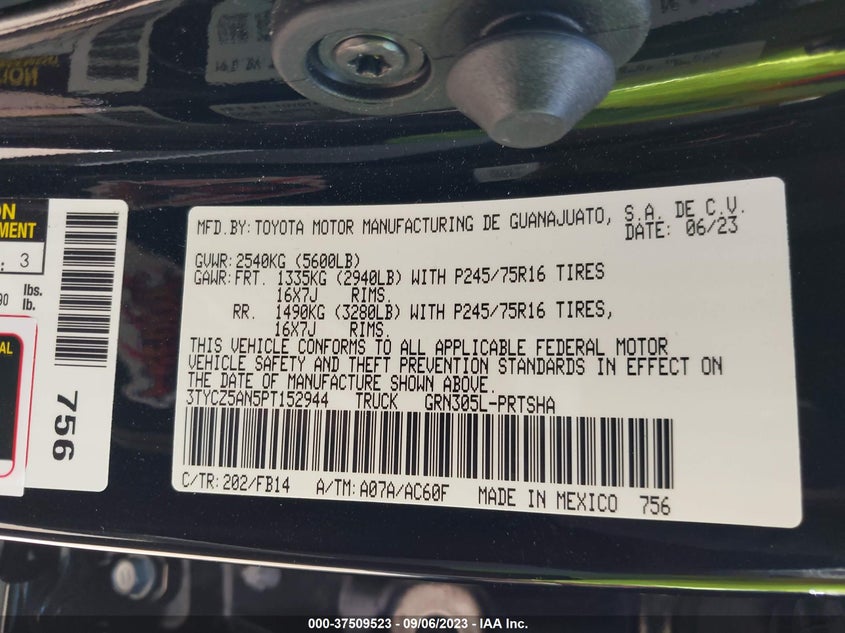 MFD.BY: TOYOTA MOTOR MANUFACTURING DE GUANAJUATO, S.A. DE C.V.
DATE: 06/23
GVWR: 2540KG (5600LB)
GAWR: FRT. 1335KG (2940LB) WITH P245/75R16 TIRES
16X7J RIMS.
RR. 1490KG (3280LB) WITH P245/75R16 TIRES,
16X7J RIMS.
THIS VEHICLE CONFORMS TO ALL APPLICABLE FEDERAL MOTOR
VEHICLE SAFETY AND THEFT PREVENTION STANDARDS IN EFFECT ON
THE DATE OF MANUFACTURE SHOWN ABOVE.
3TYCZ5AN5PT152944 TRUCK GRN305L-PRTSHA
C/TR: 202/FB14 A/TM: A07A/AC60F MADE IN MEXICO 756
: 3
lbs.
lb.
756
000-37509523 - 09/06/2023 - IAA Inc.